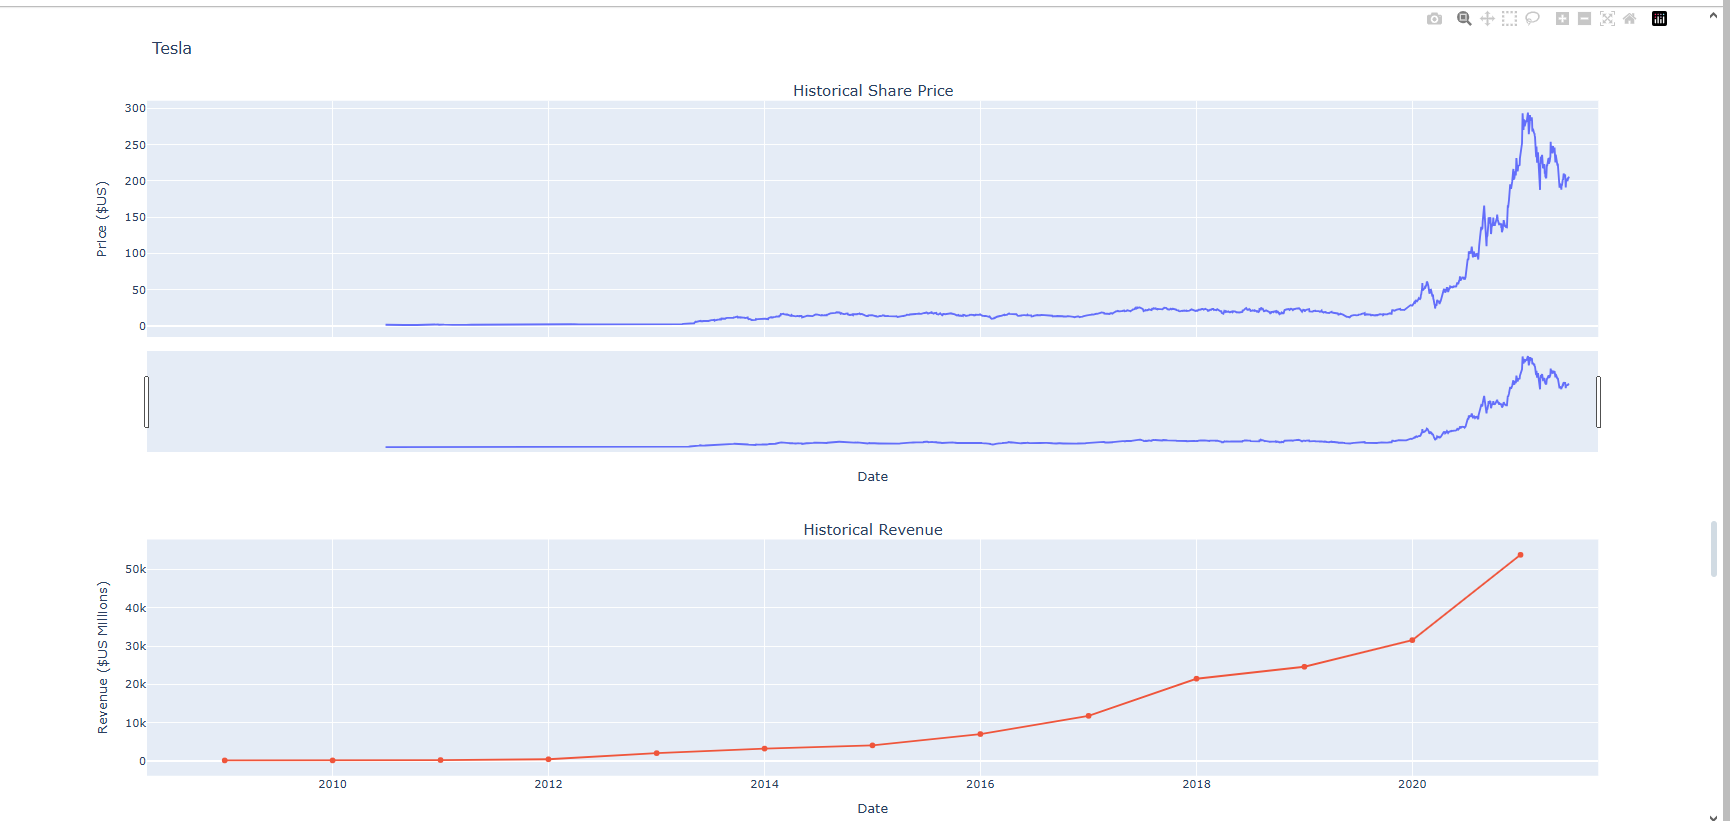 Tesla
Historical Share Price
300
250
200
150
100
50
0
Price ($US)
Date
Historical Revenue
50k
40k
30k
20k
10k
0
Revenue ($US Millions)
2010 2012 2014 2016 2018 2020
Date